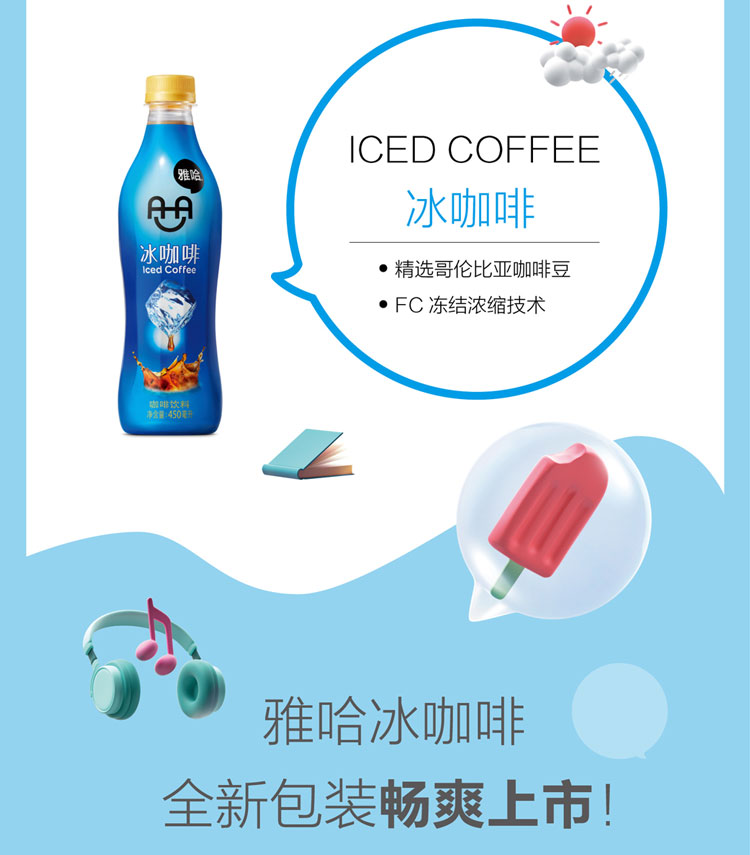 ICED COFFEE
冰咖啡
• 精选哥伦比亚咖啡豆
• FC 冻结浓缩技术
雅哈
AHA
冰咖啡
Iced Coffee
咖啡饮料
净含量:450毫升
雅哈冰咖啡
全新包装畅爽上市!